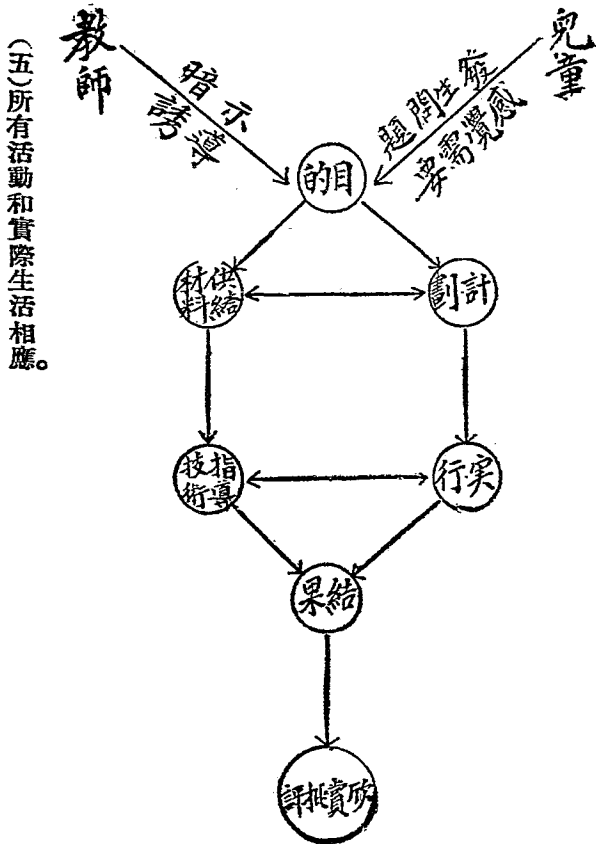 兒童
發生問題
感覺需要
教師
暗示
誘導
目的
計劃
供給
材料
实行
指導
技術
結果
欣賞批評
(五)所有活動和實際生活相應。